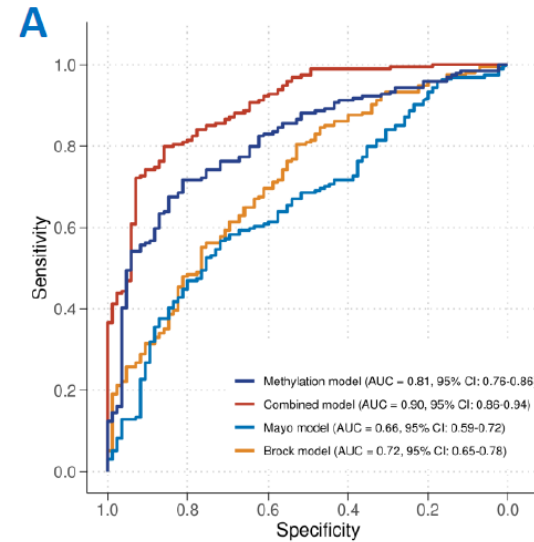 A
1.0
0.8
0.6
0.4
0.2
0.0
Sensitivity
Methylation model (AUC = 0.81, 95% CI: 0.76-0.86
Combined model (AUC = 0.90, 95% CI: 0.86-0.94)
Mayo model (AUC = 0.66, 95% CI: 0.59-0.72)
Brock model (AUC = 0.72, 95% CI: 0.65-0.78)
1.0 0.8 0.6 0.4 0.2 0.0
Specificity